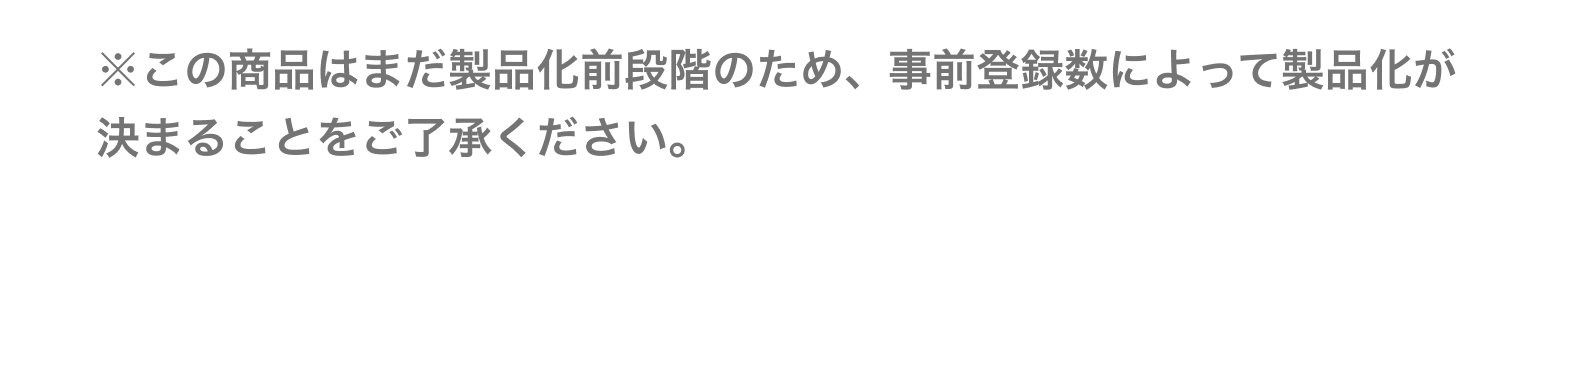 ※この商品はまだ製品化前段階のため、事前登録数によって製品化が
決まることをご了承ください。